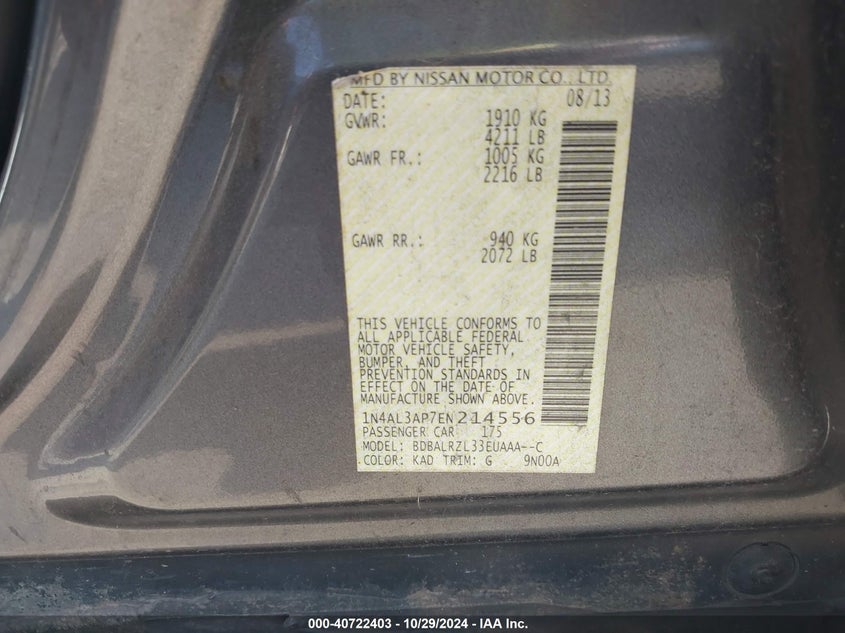 MFD BY NISSAN MOTOR CO., LTD.
DATE: 08/13
GVWR: 1910 KG
4211 LB
GAWR FR.: 1005 KG
2216 LB
GAWR RR.: 940 KG
2072 LB
THIS VEHICLE CONFORMS TO
ALL APPLICABLE FEDERAL
MOTOR VEHICLE SAFETY,
BUMPER, AND THEFT
PREVENTION STANDARDS IN
EFFECT ON THE DATE OF
MANUFACTURE SHOWN ABOVE.
1N4AL3AP7EN214556
PASSENGER CAR 175
MODEL: BDBALRZL33EUAAA--C
COLOR: KAD TRIM: G 9N00A
000-40722403 - 10/29/2024 - IAA Inc.